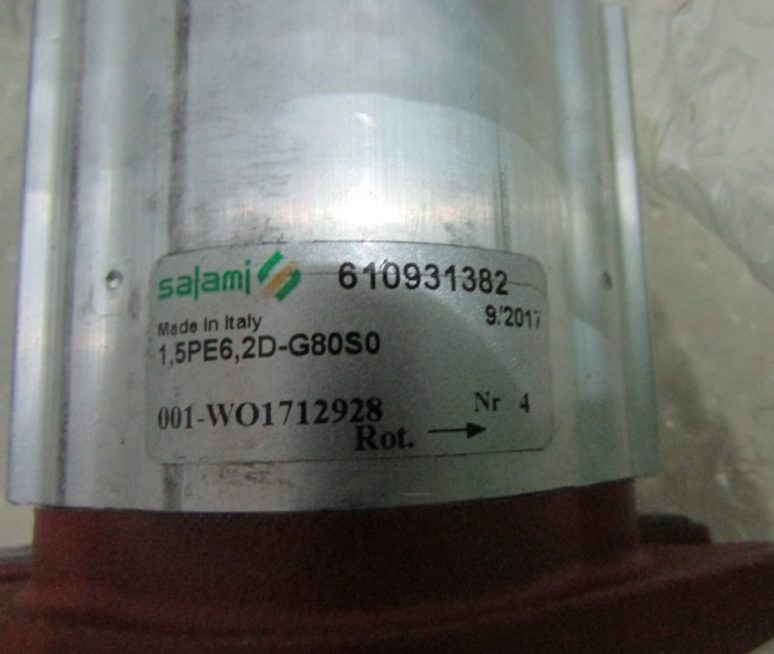 salami 610931382
9/2017
Made in Italy
1,5PE6,2D-G80S0
001-WO1712928 Nr 4
Rot.